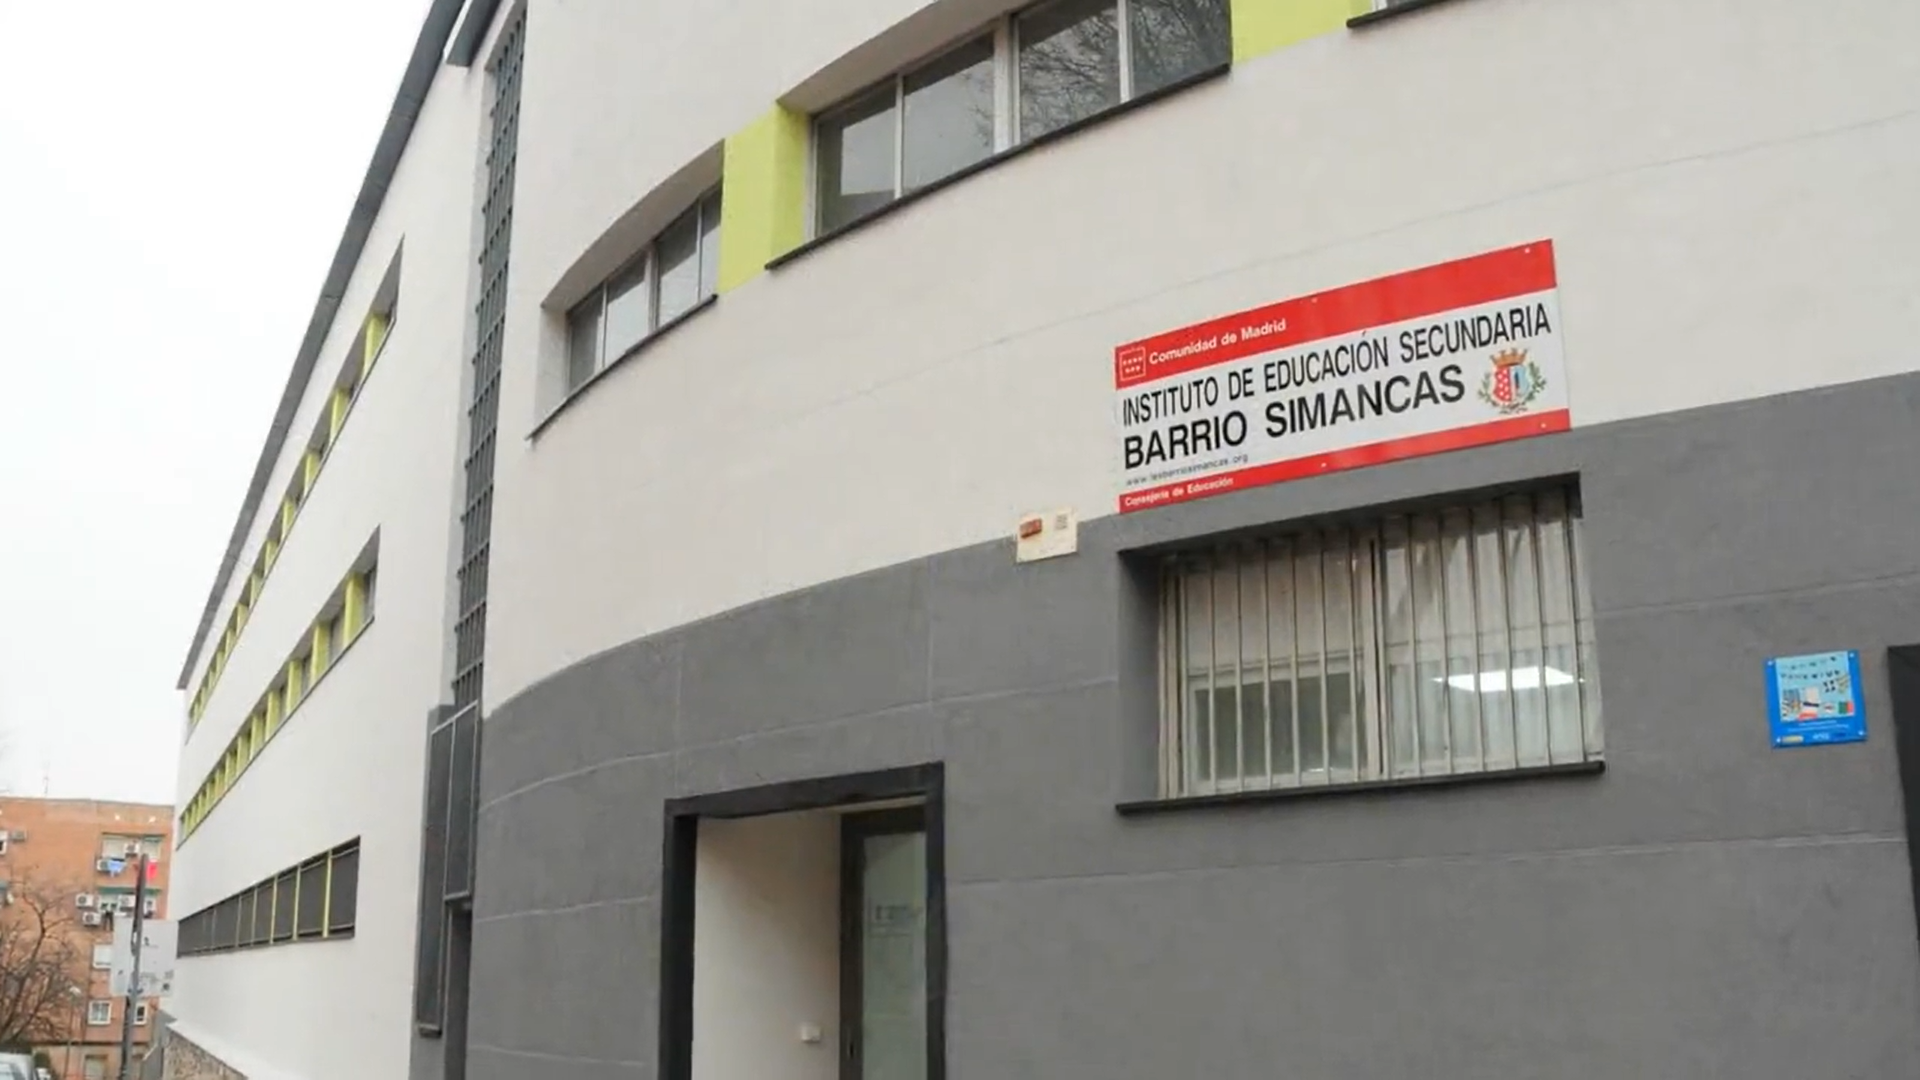 Comunidad de Madrid
INSTITUTO DE EDUCACIÓN SECUNDARIA
BARRIO SIMANCAS
www.iesbarriosimancas.org
Consejería de Educación